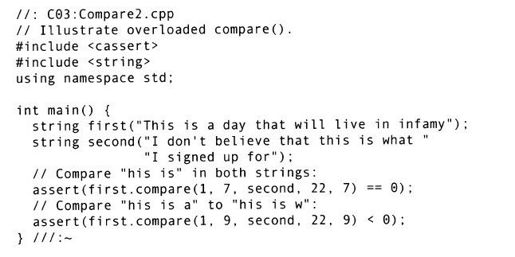 //: C03:Compare2.cpp
// Illustrate overloaded compare().
#include <cassert>
#include <string>
using namespace std;

int main() {
  string first("This is a day that will live in infamy");
  string second("I don't believe that this is what "
                "I signed up for");
  // Compare "his is" in both strings:
  assert(first.compare(1, 7, second, 22, 7) == 0);
  // Compare "his is a" to "his is w":
  assert(first.compare(1, 9, second, 22, 9) < 0);
} ///:~